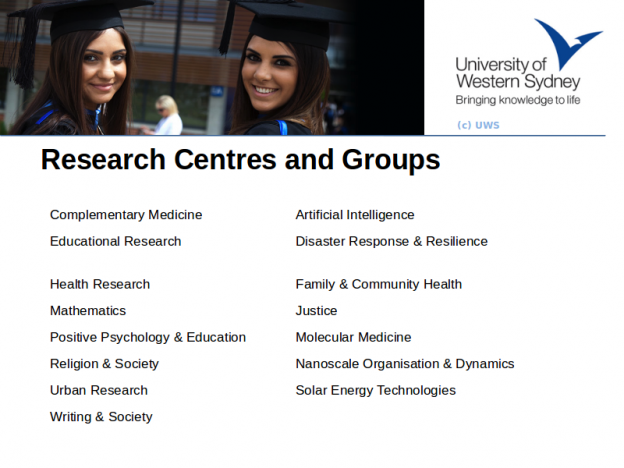 University of
Western Sydney
Bringing knowledge to life
(c) UWS
Research Centres and Groups
Complementary Medicine
Educational Research
Health Research
Mathematics
Positive Psychology & Education
Religion & Society
Urban Research
Writing & Society
Artificial Intelligence
Disaster Response & Resilience
Family & Community Health
Justice
Molecular Medicine
Nanoscale Organisation & Dynamics
Solar Energy Technologies